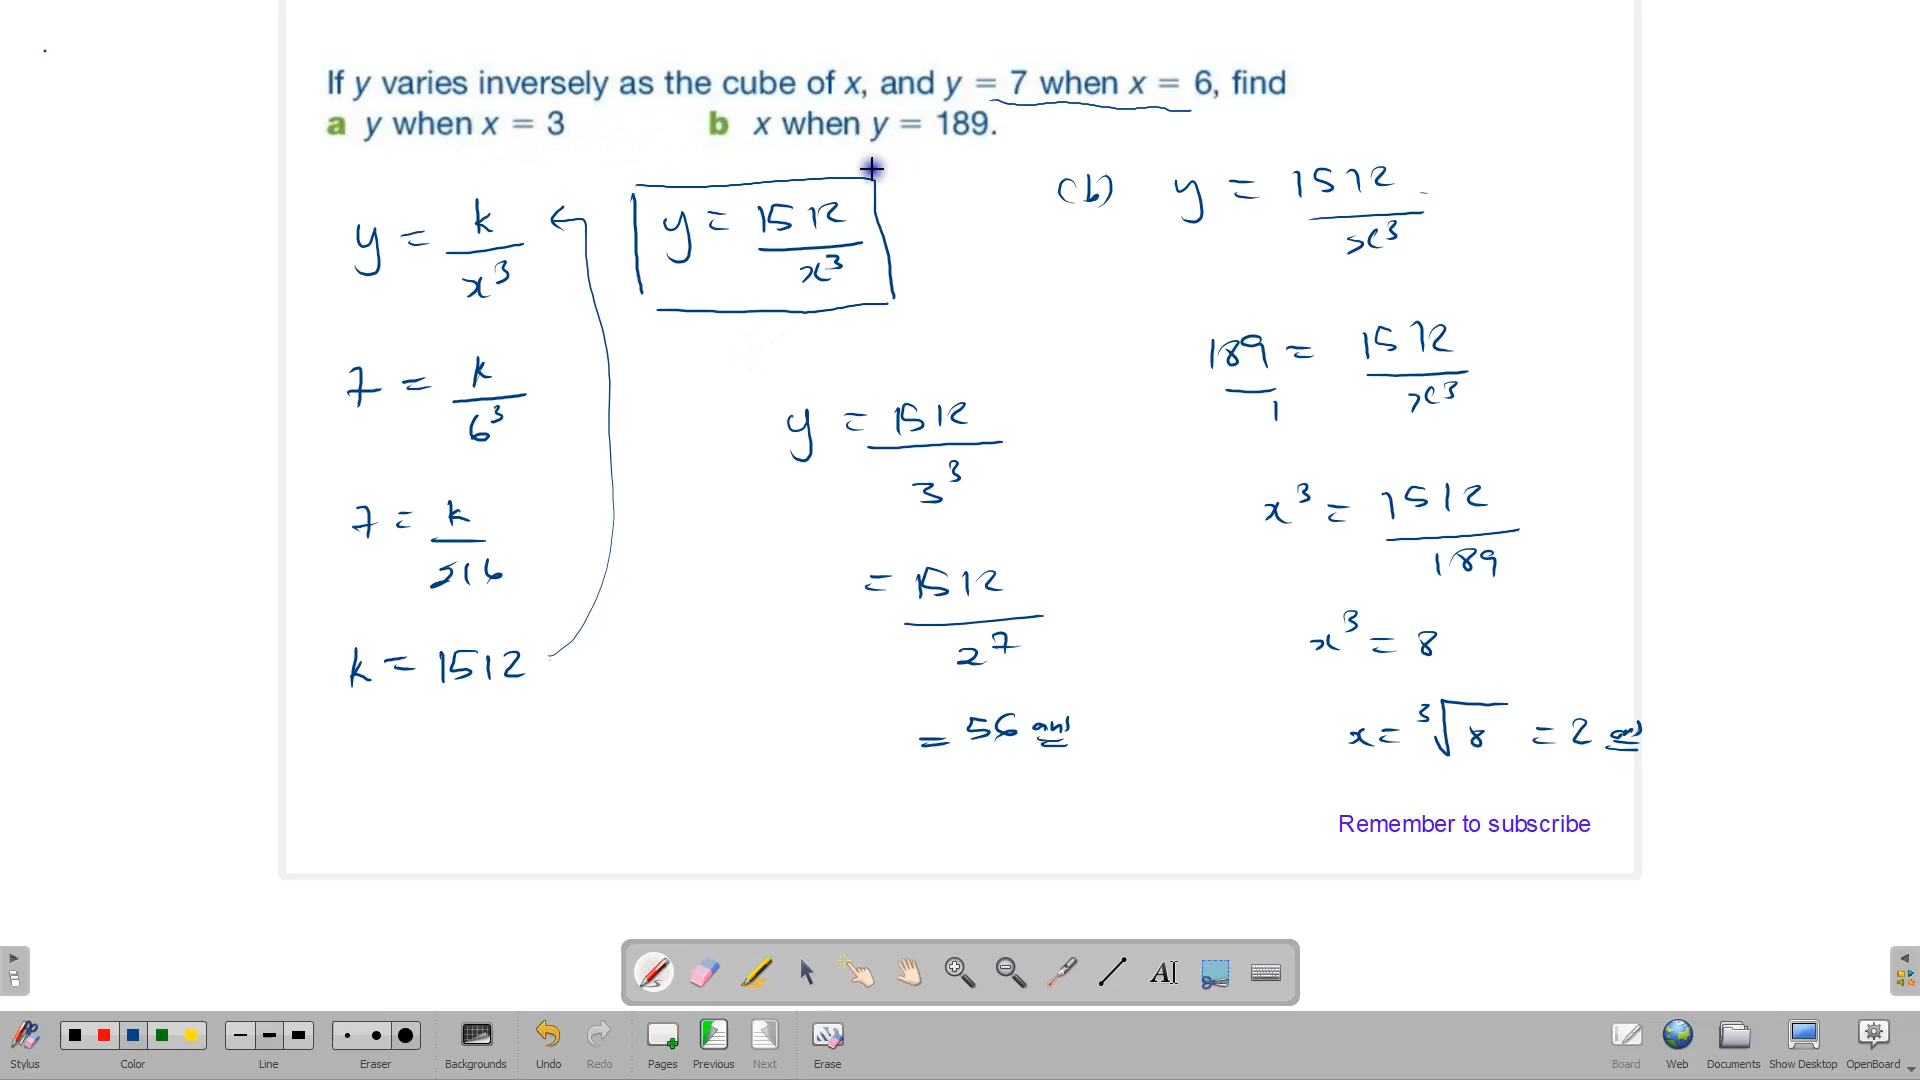 If y varies inversely as the cube of x, and y = 7 when x = 6, find
a y when x = 3 b x when y = 189.
y = k/x³
7 = k/6³
7 = k/216
k = 1512
y = 1512/x³
y = 1512/3³
= 1512/27
= 56 ans
(b) y = 1512/x³
189/1 = 1512/x³
x³ = 1512/189
x³ = 8
x = ³√8 = 2 ans
Remember to subscribe
Stylus
Color
Line
Eraser
Backgrounds
Undo
Redo
Pages
Previous
Next
Erase
Board
Web
Documents
Show Desktop
OpenBoard